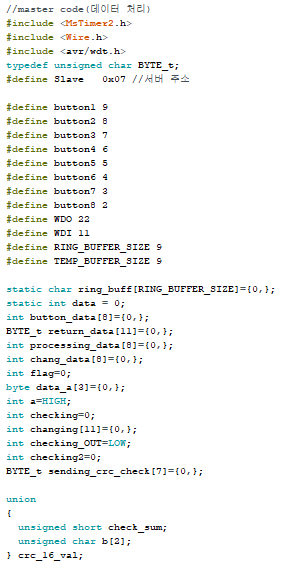 //master code(데이터 처리)
#include <MsTimer2.h>
#include <Wire.h>
#include <avr/wdt.h>
typedef unsigned char BYTE_t;
#define Slave   0x07 //서버 주소
#define button1 9
#define button2 8
#define button3 7
#define button4 6
#define button5 5
#define button6 4
#define button7 3
#define button8 2
#define WDO 22
#define WDI 11
#define RING_BUFFER_SIZE 9
#define TEMP_BUFFER_SIZE 9
static char ring_buff[RING_BUFFER_SIZE]={0,};
static int data = 0;
int button_data[8]={0,};
BYTE_t return_data[11]={0,};
int processing_data[8]={0,};
int chang_data[8]={0,};
int flag=0;
byte data_a[3]={0,};
int a=HIGH;
int checking=0;
int changing[11]={0,};
int checking_OUT=LOW;
int checking2=0;
BYTE_t sending_crc_check[7]={0,};
union
{
  unsigned short check_sum;
  unsigned char b[2];
} crc_16_val;